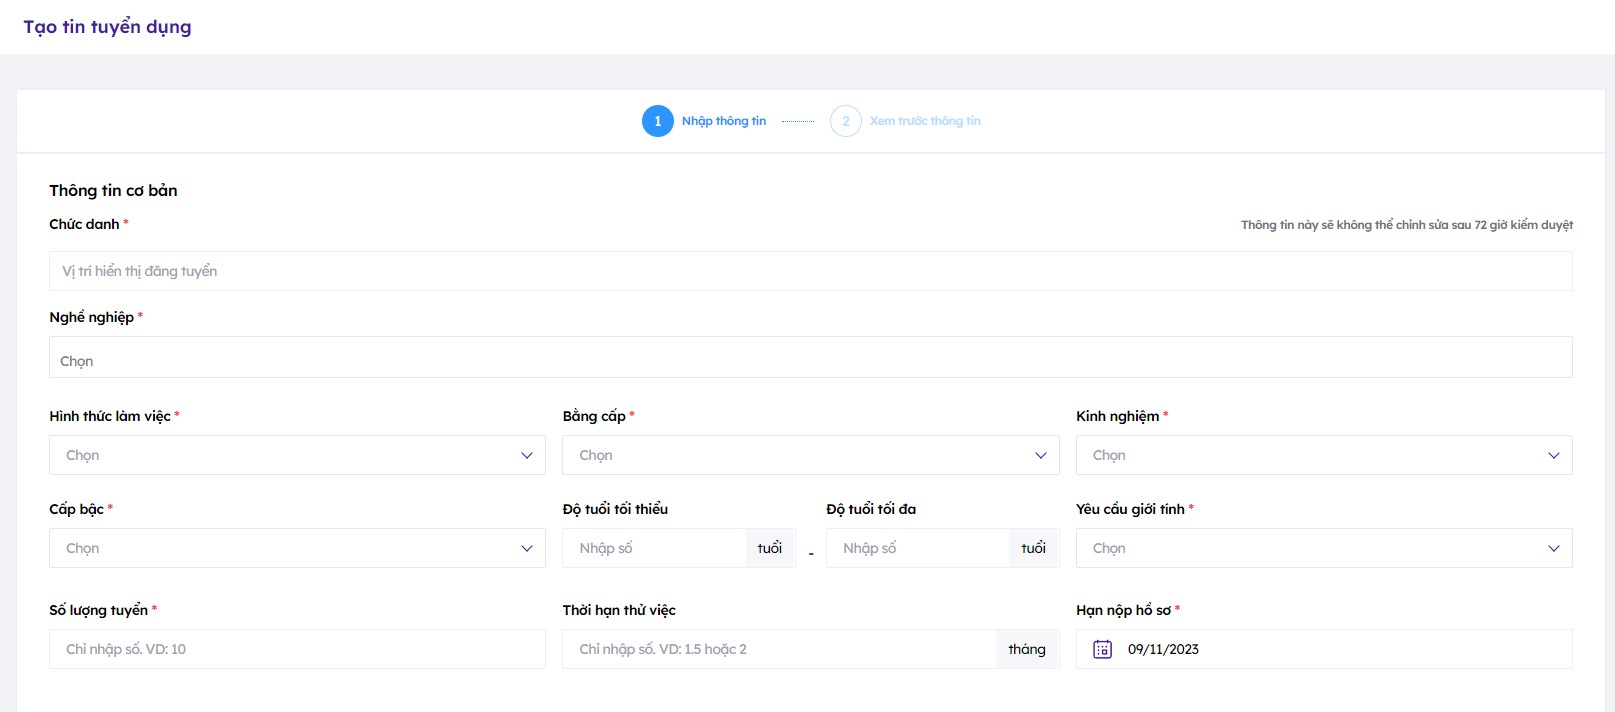 Tạo tin tuyển dụng
1 Nhập thông tin 2 Xem trước thông tin
Thông tin cơ bản
Chức danh * Thông tin này sẽ không thể chỉnh sửa sau 72 giờ kiểm duyệt
Vị trí hiển thị đăng tuyển
Nghề nghiệp *
Chọn
Hình thức làm việc * Bằng cấp * Kinh nghiệm *
Chọn Chọn Chọn
Cấp bậc * Độ tuổi tối thiểu Độ tuổi tối đa Yêu cầu giới tính *
Chọn Nhập số tuổi - Nhập số tuổi Chọn
Số lượng tuyển * Thời hạn thử việc Hạn nộp hồ sơ *
Chỉ nhập số. VD: 10 Chỉ nhập số. VD: 1.5 hoặc 2 tháng 09/11/2023